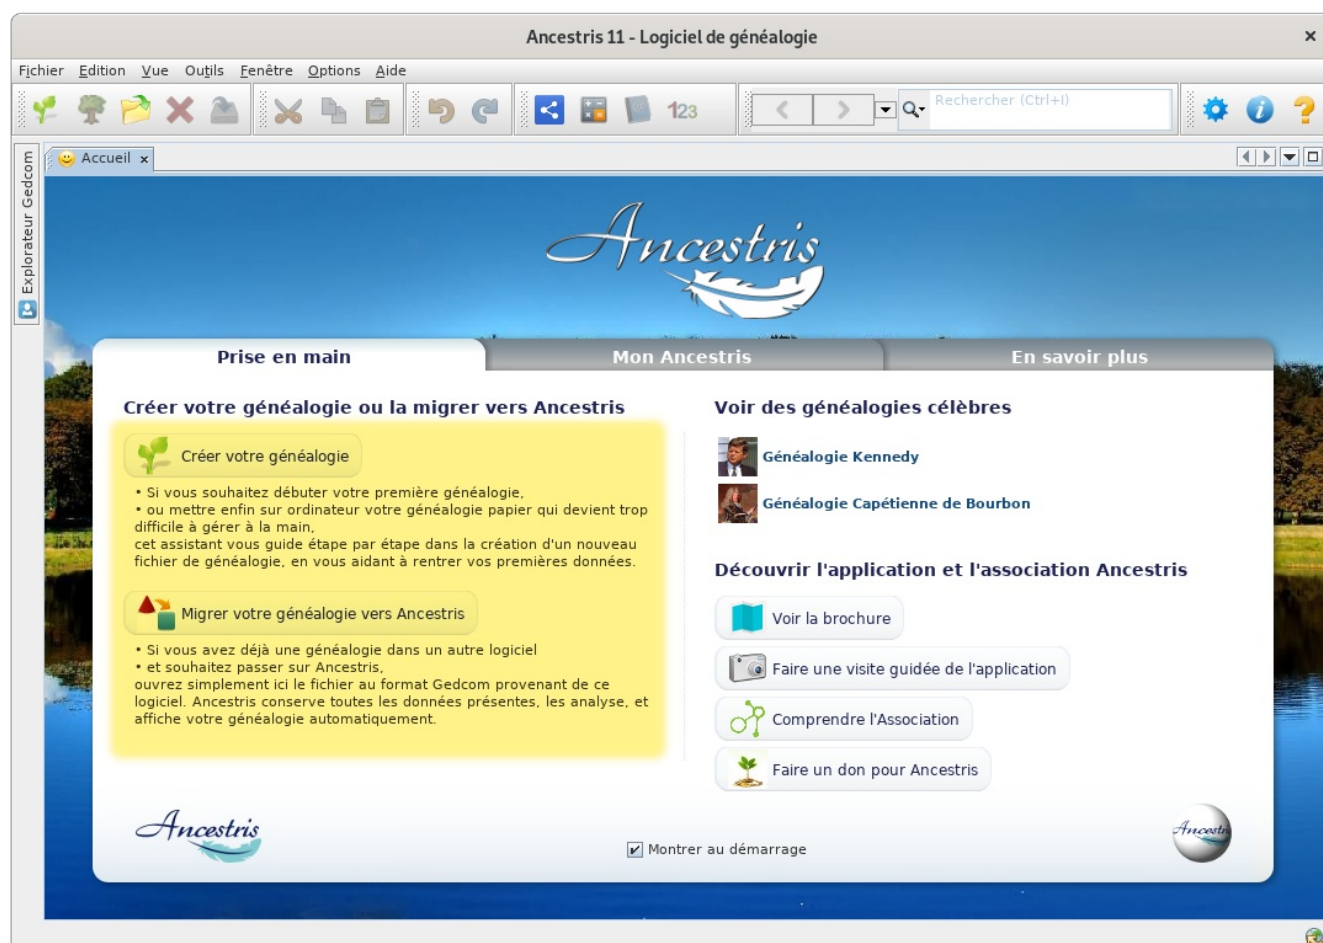 Ancestris 11 - Logiciel de généalogie
×
Fichier Edition Vue Outils Fenêtre Options Aide
123
Rechercher (Ctrl+I)
Explorateur Gedcom
Accueil
Ancestris
Prise en main
Mon Ancestris
En savoir plus
Créer votre généalogie ou la migrer vers Ancestris
Créer votre généalogie
• Si vous souhaitez débuter votre première généalogie,
• ou mettre enfin sur ordinateur votre généalogie papier qui devient trop
difficile à gérer à la main,
cet assistant vous guide étape par étape dans la création d'un nouveau
fichier de généalogie, en vous aidant à rentrer vos premières données.
Migrer votre généalogie vers Ancestris
• Si vous avez déjà une généalogie dans un autre logiciel
• et souhaitez passer sur Ancestris,
ouvrez simplement ici le fichier au format Gedcom provenant de ce
logiciel. Ancestris conserve toutes les données présentes, les analyse, et
affiche votre généalogie automatiquement.
Voir des généalogies célèbres
Généalogie Kennedy
Généalogie Capétienne de Bourbon
Découvrir l'application et l'association Ancestris
Voir la brochure
Faire une visite guidée de l'application
Comprendre l'Association
Faire un don pour Ancestris
Ancestris
Montrer au démarrage
Ancestris